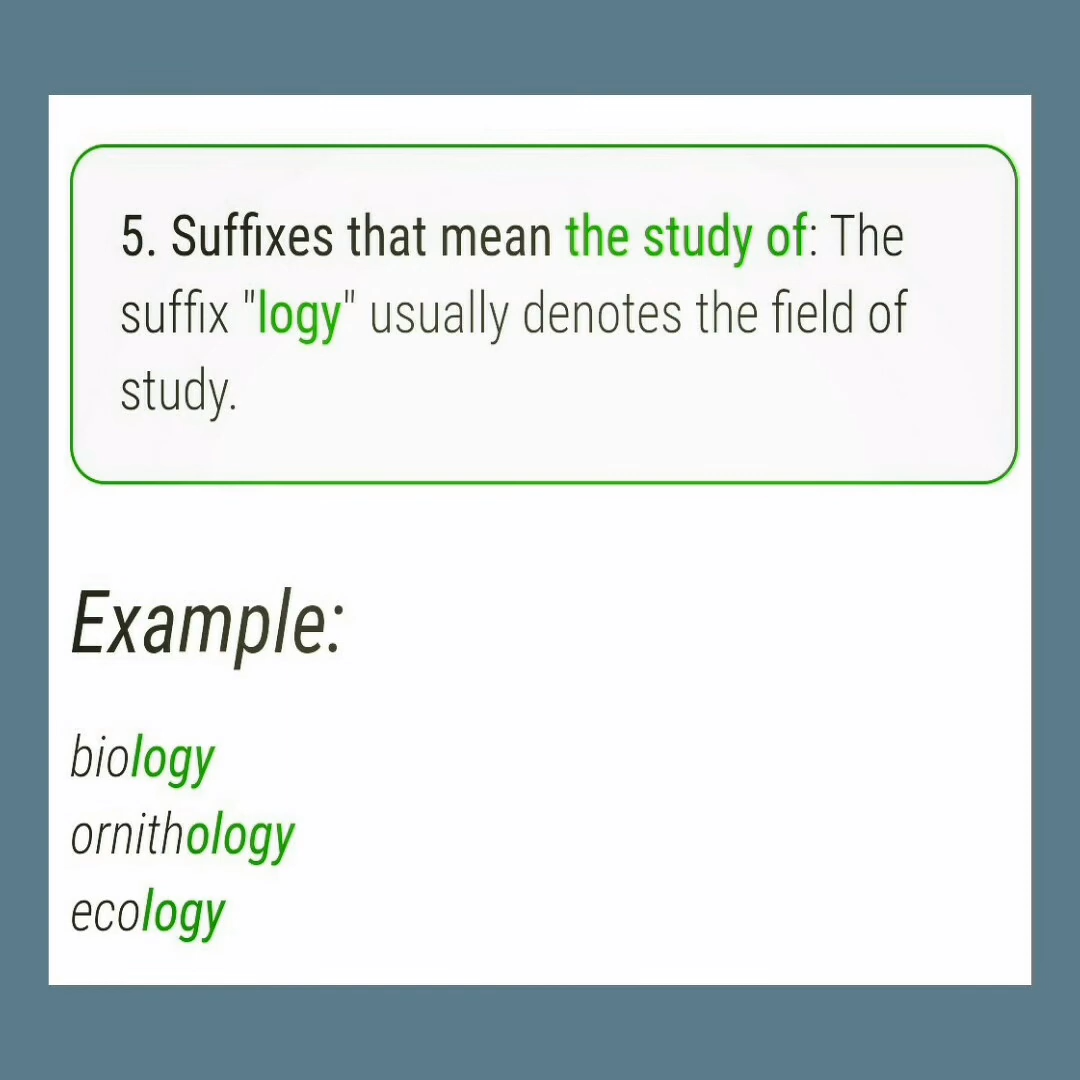 5. Suffixes that mean the study of: The
suffix "logy" usually denotes the field of
study.
Example:
biology
ornithology
ecology